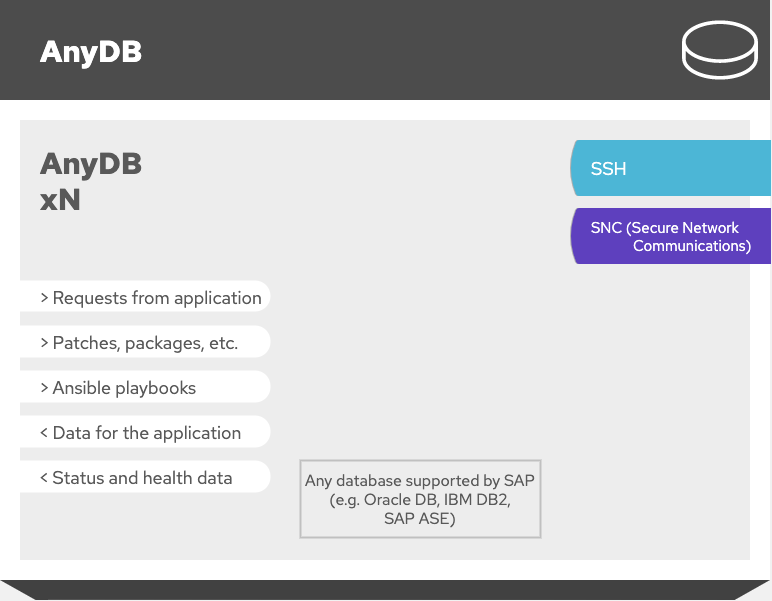 AnyDB
AnyDB
xN
SSH
SNC (Secure Network
Communications)
> Requests from application
> Patches, packages, etc.
> Ansible playbooks
< Data for the application
< Status and health data
Any database supported by SAP
(e.g. Oracle DB, IBM DB2,
SAP ASE)